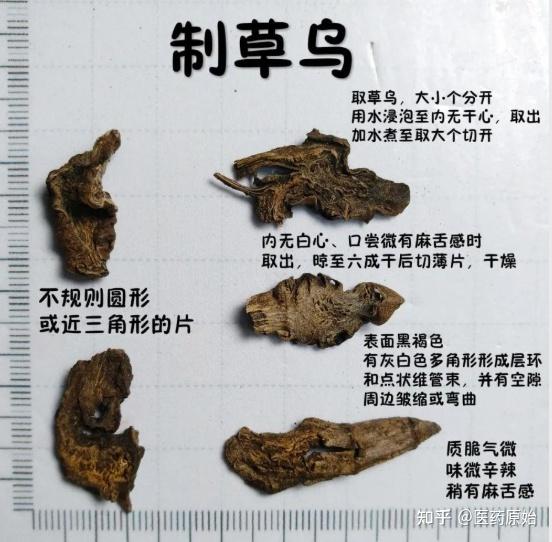 制草乌
取草乌，大小个分开
用水浸泡至内无干心，取出
加水煮至取大个切开
内无白心、口尝微有麻舌感时
取出，晾至六成干后切薄片，干燥
不规则圆形
或近三角形的片
表面黑褐色
有灰白色多角形形成层环
和点状维管束，并有空隙
周边皱缩或弯曲
质脆气微
味微辛辣
稍有麻舌感
知乎 @医药原始